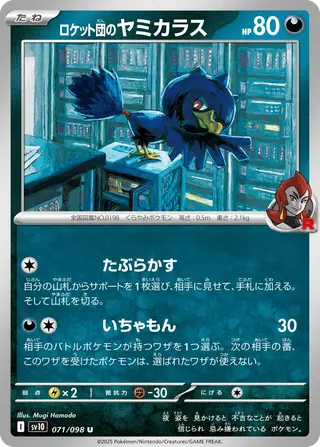 たね ロケット団のヤミカラス HP80
全国図鑑NO.0198 くらやみポケモン 高さ:0.5m 重さ:2.1kg
R
たぶらかす
自分の山札からサポートを1枚選び、相手に見せて、手札に加える。
そして山札を切る。
いちゃもん 30
相手のバトルポケモンが持つワザを1つ選ぶ。次の相手の番、
このワザを受けたポケモンは、選ばれたワザが使えない。
弱点 ×2 抵抗力 -30 にげる
Illus. Mugi Hamada
I sv10 071/098 U
夜 姿を 見かけると 不吉なことが 起きると
信じられ 忌み嫌われている ポケモン。
©2025 Pokémon/Nintendo/Creatures/GAME FREAK.